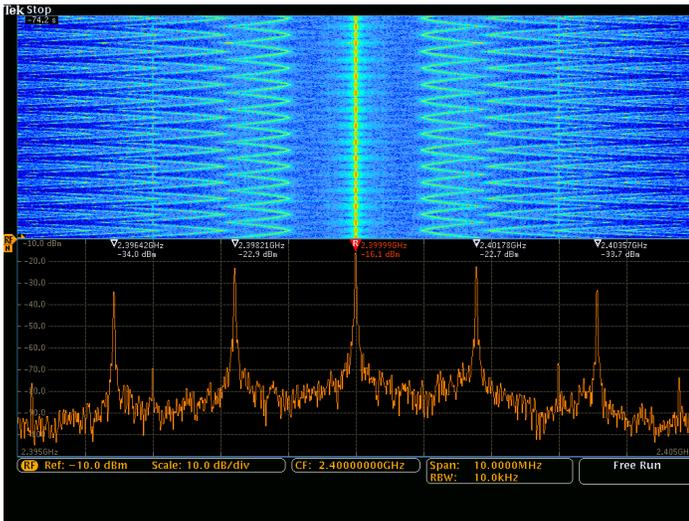 Tek Stop
-74.2 s
-10.0 dBm
2.39642GHz
-34.0 dBm
2.39821GHz
-22.9 dBm
R
2.39999GHz
-16.1 dBm
2.40178GHz
-22.7 dBm
2.40357GHz
-33.7 dBm
-20.0
-30.0
-40.0
-50.0
-60.0
-70.0
-80.0
-90.0
2.395GHz
2.405GH
RF Ref: -10.0 dBm Scale: 10.0 dB/div
CF: 2.40000000GHz
Span: 10.0000MHz
RBW: 10.0kHz
Free Run